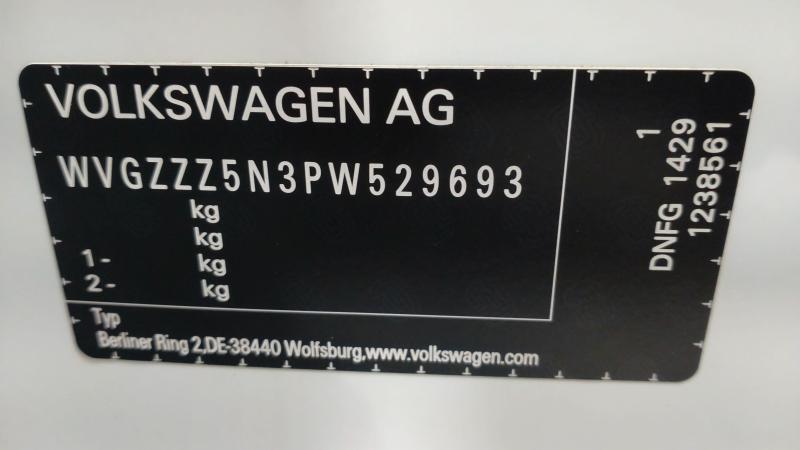 VOLKSWAGEN AG
WVGZZZ5N3PW529693
kg
kg
1- kg
2- kg
Typ
Berliner Ring 2,DE-38440 Wolfsburg,www.volkswagen.com
1
DNFG 1429
1238561